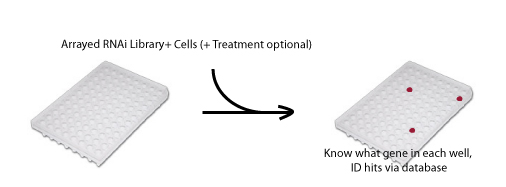 Arrayed RNAi Library+ Cells (+ Treatment optional)
Know what gene in each well,
ID hits via database